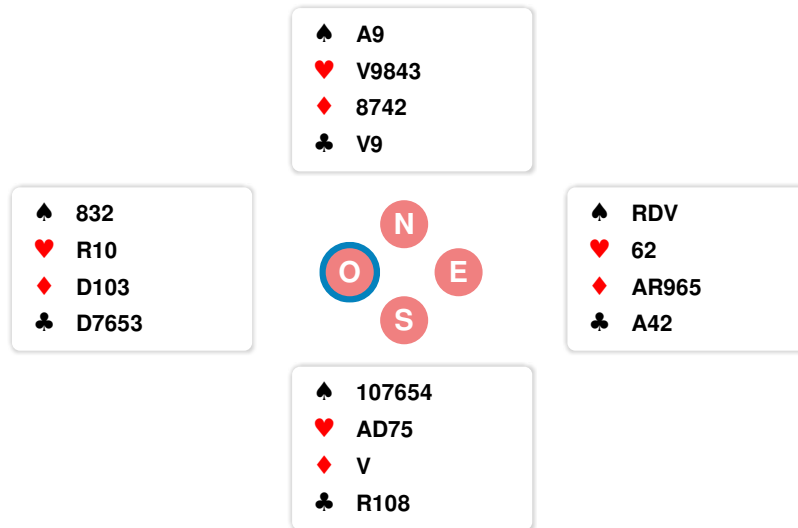 ♠ A9
♥ V9843
♦ 8742
♣ V9
♠ 832
♥ R10
♦ D103
♣ D7653
N
O
E
S
♠ RDV
♥ 62
♦ AR965
♣ A42
♠ 107654
♥ AD75
♦ V
♣ R108